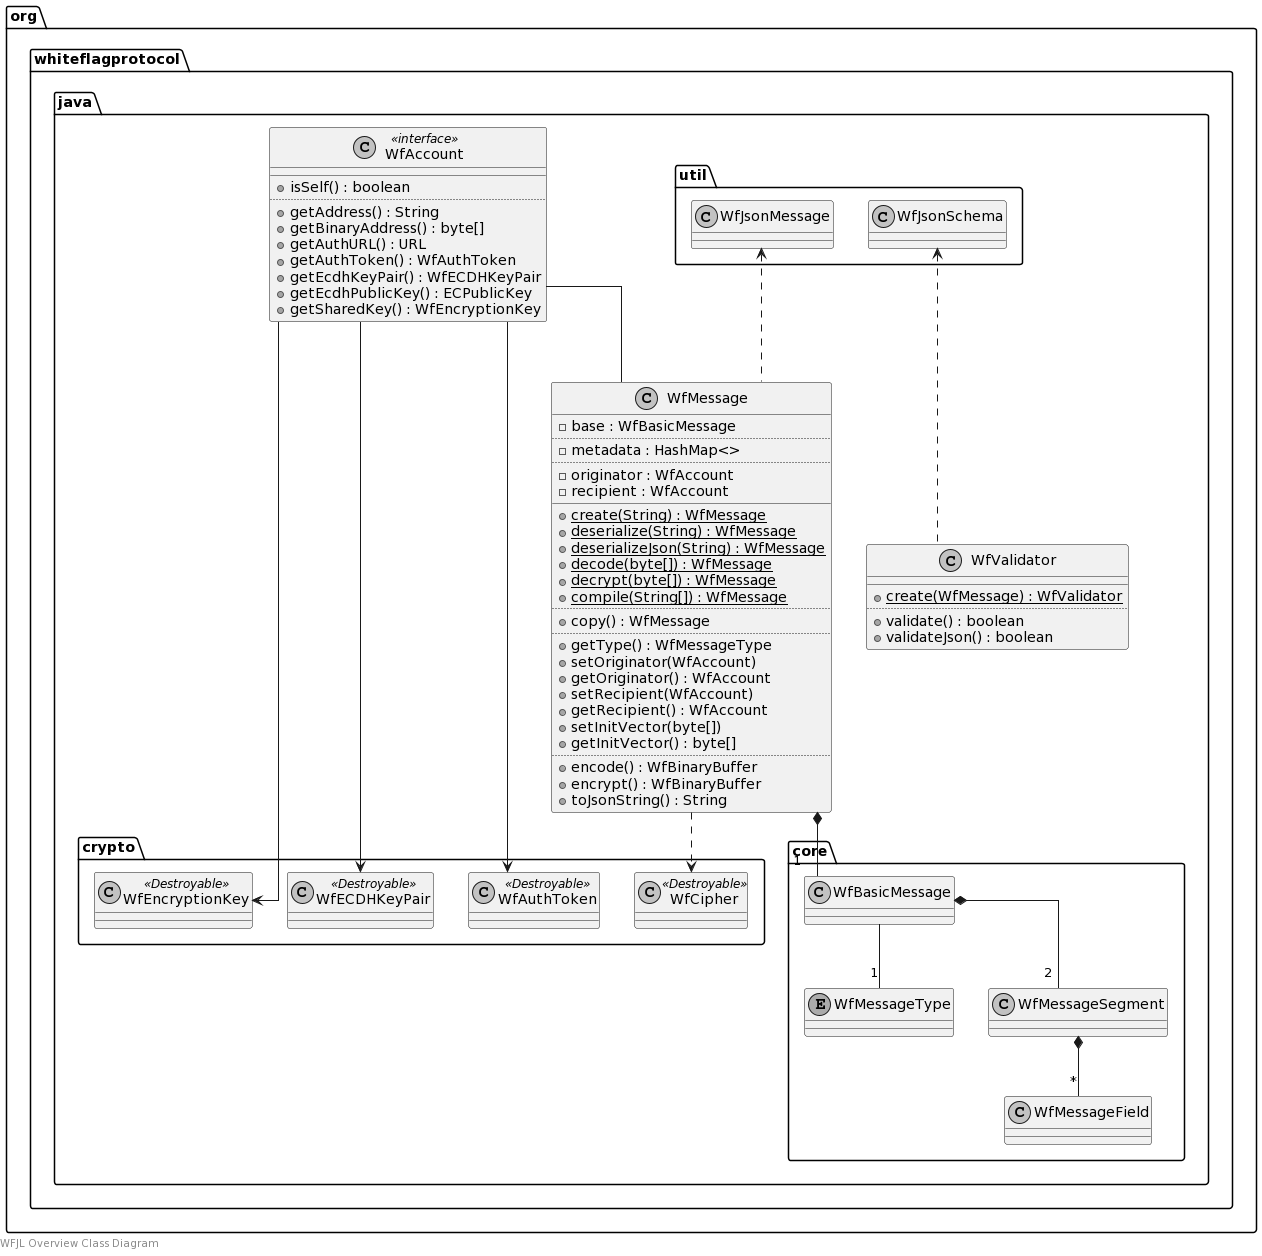 org
whiteflagprotocol
java
C
«interface»
WfAccount
isSelf() : boolean
getAddress() : String
getBinaryAddress() : byte[]
getAuthURL() : URL
getAuthToken() : WfAuthToken
getEcdhKeyPair() : WfECDHKeyPair
getEcdhPublicKey() : ECPublicKey
getSharedKey() : WfEncryptionKey
util
C WfJsonMessage
C WfJsonSchema
C WfMessage
base : WfBasicMessage
metadata : HashMap<>
originator : WfAccount
recipient : WfAccount
create(String) : WfMessage
deserialize(String) : WfMessage
deserializeJson(String) : WfMessage
decode(byte[]) : WfMessage
decrypt(byte[]) : WfMessage
compile(String[]) : WfMessage
copy() : WfMessage
getType() : WfMessageType
setOriginator(WfAccount)
getOriginator() : WfAccount
setRecipient(WfAccount)
getRecipient() : WfAccount
setInitVector(byte[])
getInitVector() : byte[]
encode() : WfBinaryBuffer
encrypt() : WfBinaryBuffer
toJsonString() : String
C WfValidator
create(WfMessage) : WfValidator
validate() : boolean
validateJson() : boolean
crypto
C
«Destroyable»
WfEncryptionKey
C
«Destroyable»
WfECDHKeyPair
C
«Destroyable»
WfAuthToken
C
«Destroyable»
WfCipher
core
1
C WfBasicMessage
1
2
E WfMessageType
C WfMessageSegment
*
C WfMessageField
WFJL Overview Class Diagram